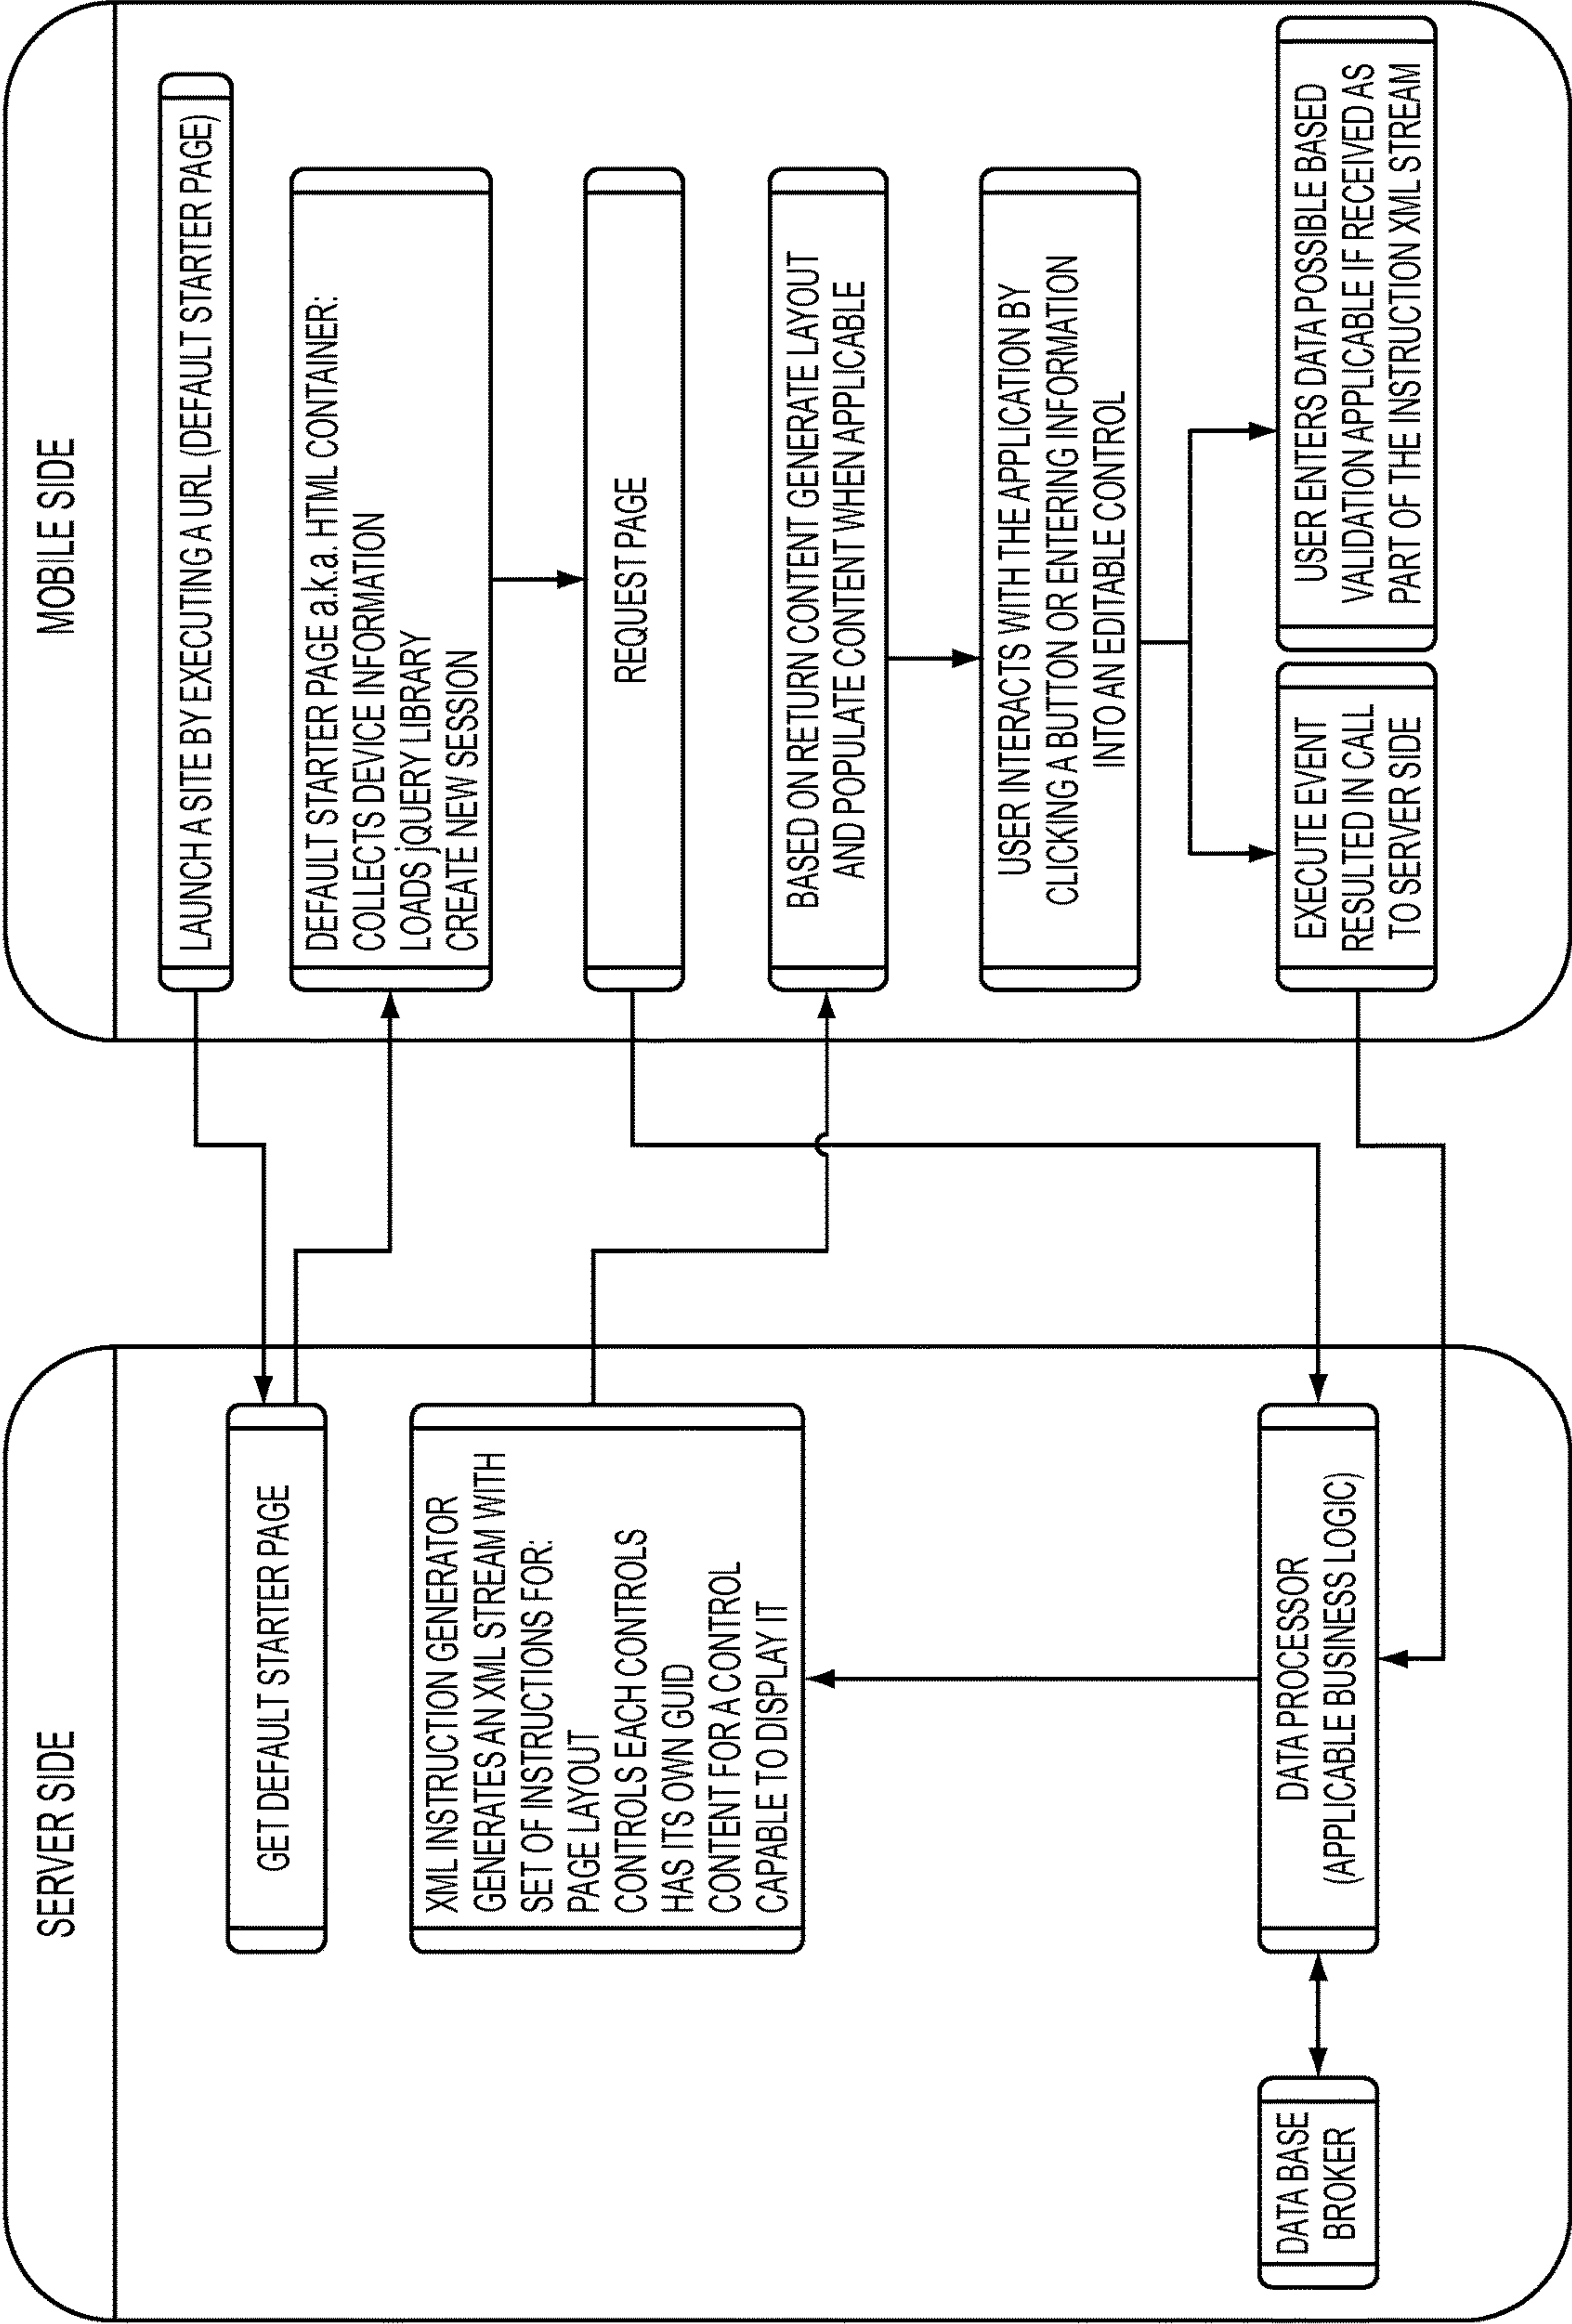 SERVER SIDE
GET DEFAULT STARTER PAGE
XML INSTRUCTION GENERATOR
GENERATES AN XML STREAM WITH
SET OF INSTRUCTIONS FOR:
PAGE LAYOUT
CONTROLS EACH CONTROLS
HAS ITS OWN GUID
CONTENT FOR A CONTROL
CAPABLE TO DISPLAY IT
DATA BASE
BROKER
DATA PROCESSOR
(APPLICABLE BUSINESS LOGIC)
MOBILE SIDE
LAUNCH A SITE BY EXECUTING A URL (DEFAULT STARTER PAGE)
DEFAULT STARTER PAGE a.k.a. HTML CONTAINER:
COLLECTS DEVICE INFORMATION
LOADS jQUERY LIBRARY
CREATE NEW SESSION
REQUEST PAGE
BASED ON RETURN CONTENT GENERATE LAYOUT
AND POPULATE CONTENT WHEN APPLICABLE
USER INTERACTS WITH THE APPLICATION BY
CLICKING A BUTTON OR ENTERING INFORMATION
INTO AN EDITABLE CONTROL
EXECUTE EVENT
RESULTED IN CALL
TO SERVER SIDE
USER ENTERS DATA POSSIBLE BASED
VALIDATION APPLICABLE IF RECEIVED AS
PART OF THE INSTRUCTION XML STREAM